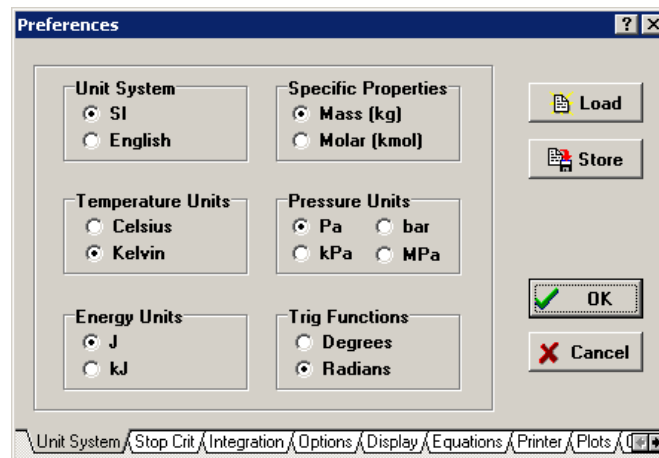 Preferences
Unit System
SI
English
Specific Properties
Mass (kg)
Molar (kmol)
Load
Store
Temperature Units
Celsius
Kelvin
Pressure Units
Pa
bar
kPa
MPa
Energy Units
J
kJ
Trig Functions
Degrees
Radians
OK
Cancel
Unit System Stop Crit Integration Options Display Equations Printer Plots